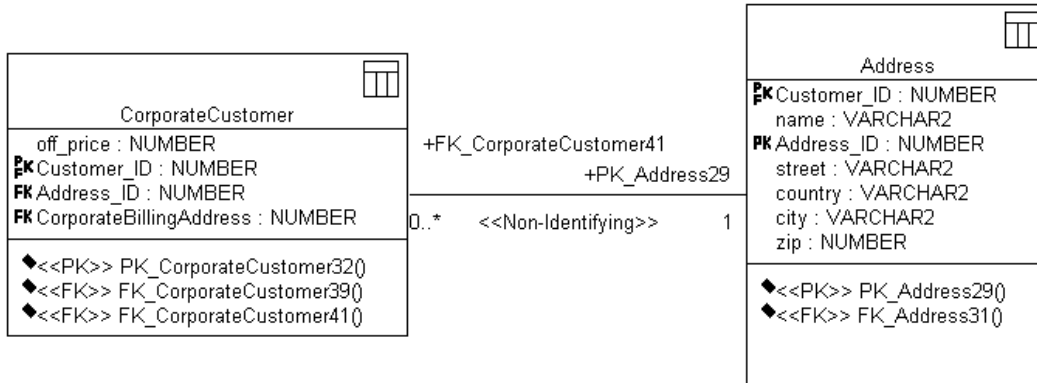 CorporateCustomer
off_price : NUMBER
PFK Customer_ID : NUMBER
FK Address_ID : NUMBER
FK CorporateBillingAddress : NUMBER
<<PK>> PK_CorporateCustomer32()
<<FK>> FK_CorporateCustomer39()
<<FK>> FK_CorporateCustomer41()
+FK_CorporateCustomer41
+PK_Address29
0..* <<Non-Identifying>> 1
Address
PFK Customer_ID : NUMBER
name : VARCHAR2
PK Address_ID : NUMBER
street : VARCHAR2
country : VARCHAR2
city : VARCHAR2
zip : NUMBER
<<PK>> PK_Address29()
<<FK>> FK_Address31()